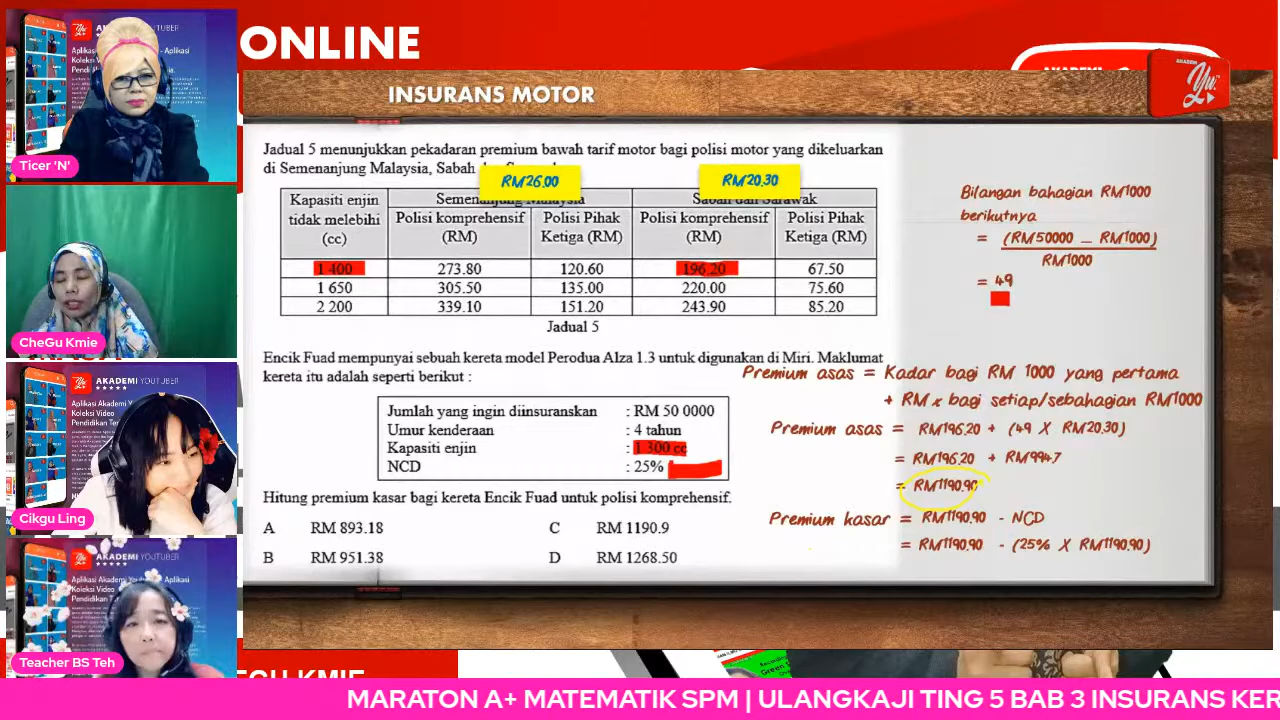 ONLINE
INSURANS MOTOR
Jadual 5 menunjukkan pekadaran premium bawah tarif motor bagi polisi motor yang dikeluarkan
di Semenanjung Malaysia, Sabah
RM26.00
RM20.30
Kapasiti enjin tidak melebihi (cc)
Semenanjung Malaysia
Sabah dan Sarawak
Polisi komprehensif (RM)
Polisi Pihak Ketiga (RM)
Polisi komprehensif (RM)
Polisi Pihak Ketiga (RM)
1 400 273.80 120.60 196.20 67.50
1 650 305.50 135.00 220.00 75.60
2 200 339.10 151.20 243.90 85.20
Jadual 5
Encik Fuad mempunyai sebuah kereta model Perodua Alza 1.3 untuk digunakan di Miri. Maklumat
kereta itu adalah seperti berikut :
Jumlah yang ingin diinsuranskan : RM 50 0000
Umur kenderaan : 4 tahun
Kapasiti enjin : 1 300 cc
NCD : 25%
Hitung premium kasar bagi kereta Encik Fuad untuk polisi komprehensif.
A RM 893.18 C RM 1190.9
B RM 951.38 D RM 1268.50
Bilangan bahagian RM1000
berikutnya
= (RM50000 - RM1000)
RM1000
= 49
Premium asas = Kadar bagi RM 1000 yang pertama
+ RMx bagi setiap/sebahagian RM1000
Premium asas = RM196.20 + (49 X RM20.30)
= RM196.20 + RM994.7
= RM1190.90
Premium kasar = RM1190.90 - NCD
= RM1190.90 - (25% X RM1190.90)
Ticer 'N'
CheGu Kmie
AKADEMI YOUTUBER
Cikgu Ling
Teacher BS Teh
MARATON A+ MATEMATIK SPM | ULANGKAJI TING 5 BAB 3 INSURANS KER